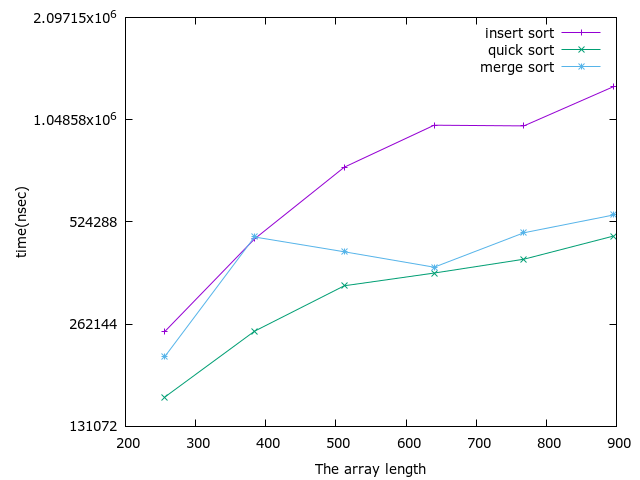 2.09715x10^6
1.04858x10^6
524288
262144
131072
200 300 400 500 600 700 800 900
time(nsec)
The array length
insert sort
quick sort
merge sort